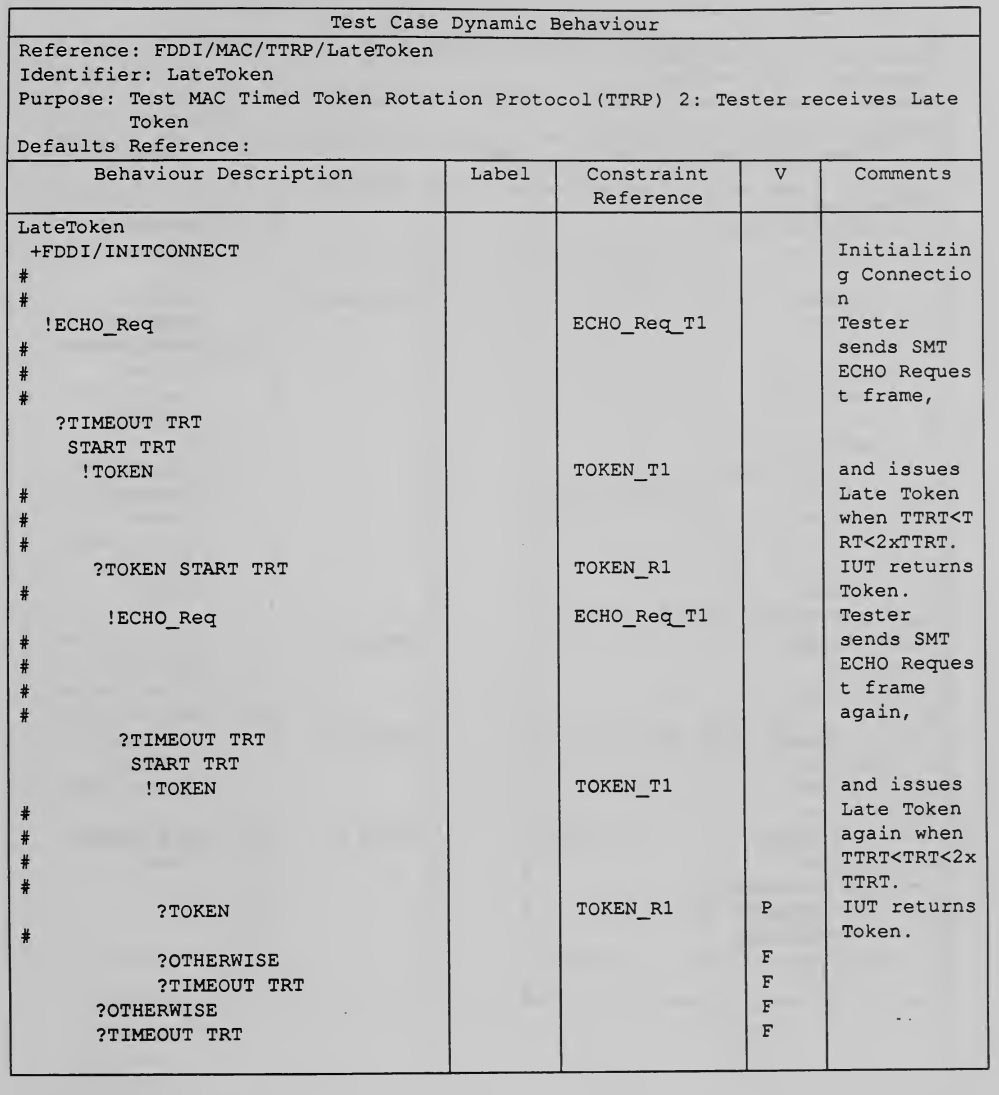 Test Case Dynamic Behaviour
Reference: FDDI/MAC/TTRP/LateToken
Identifier: LateToken
Purpose: Test MAC Timed Token Rotation Protocol(TTRP) 2: Tester receives Late
Token
Defaults Reference:
Behaviour Description Label Constraint V Comments
Reference
LateToken
+FDDI/INITCONNECT Initializin
# g Connectio
# n
!ECHO_Req ECHO_Req_T1 Tester
# sends SMT
# ECHO Reques
# t frame,
?TIMEOUT TRT
START TRT
!TOKEN TOKEN_T1 and issues
# Late Token
# when TTRT<T
# RT<2xTTRT.
?TOKEN START TRT TOKEN_R1 IUT returns
# Token.
!ECHO_Req ECHO_Req_T1 Tester
# sends SMT
# ECHO Reques
# t frame
# again,
?TIMEOUT TRT
START TRT
!TOKEN TOKEN_T1 and issues
# Late Token
# again when
# TTRT<TRT<2x
# TTRT.
?TOKEN TOKEN_R1 P IUT returns
# Token.
?OTHERWISE F
?TIMEOUT TRT F
?OTHERWISE F
?TIMEOUT TRT F